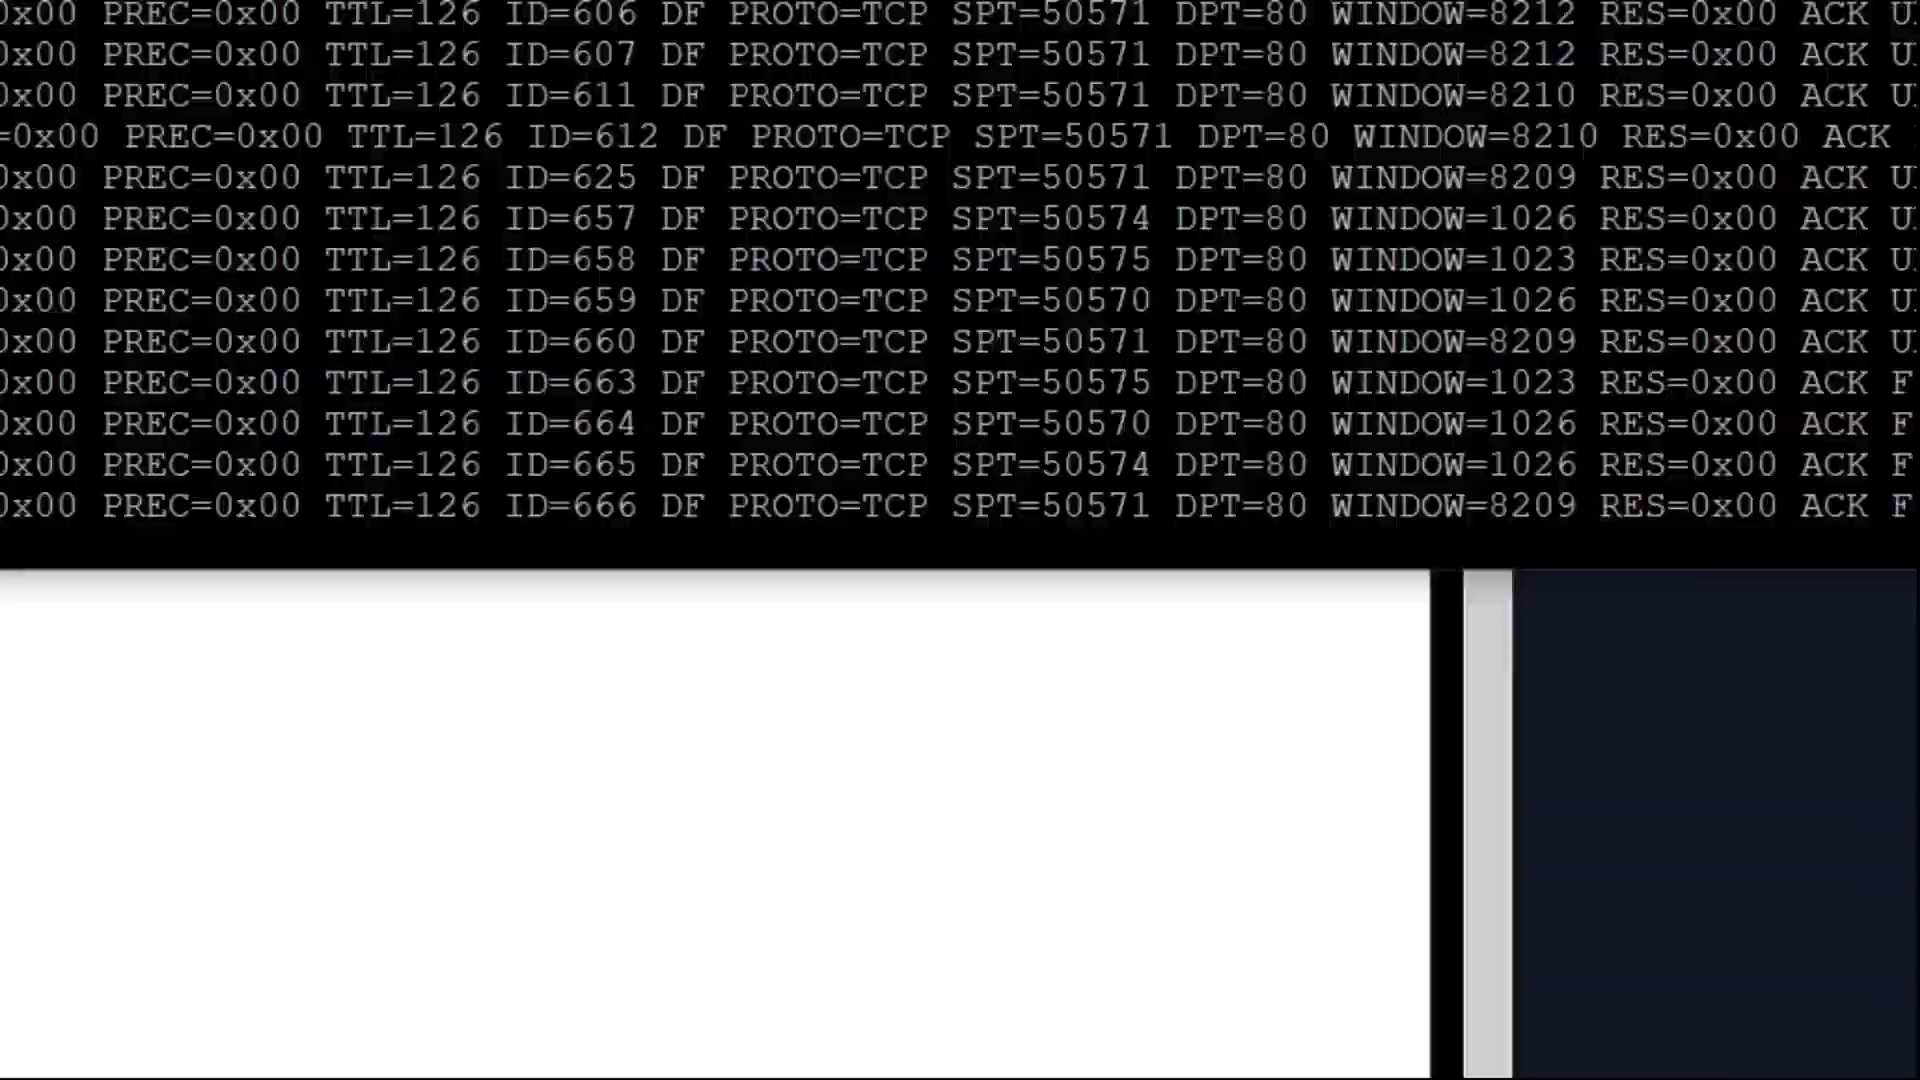 0x00 PREC=0x00 TTL=126 ID=606 DF PROTO=TCP SPT=50571 DPT=80 WINDOW=8212 RES=0x00 ACK U
0x00 PREC=0x00 TTL=126 ID=607 DF PROTO=TCP SPT=50571 DPT=80 WINDOW=8212 RES=0x00 ACK U
0x00 PREC=0x00 TTL=126 ID=611 DF PROTO=TCP SPT=50571 DPT=80 WINDOW=8210 RES=0x00 ACK U
=0x00 PREC=0x00 TTL=126 ID=612 DF PROTO=TCP SPT=50571 DPT=80 WINDOW=8210 RES=0x00 ACK
0x00 PREC=0x00 TTL=126 ID=625 DF PROTO=TCP SPT=50571 DPT=80 WINDOW=8209 RES=0x00 ACK U
0x00 PREC=0x00 TTL=126 ID=657 DF PROTO=TCP SPT=50574 DPT=80 WINDOW=1026 RES=0x00 ACK U
0x00 PREC=0x00 TTL=126 ID=658 DF PROTO=TCP SPT=50575 DPT=80 WINDOW=1023 RES=0x00 ACK U
0x00 PREC=0x00 TTL=126 ID=659 DF PROTO=TCP SPT=50570 DPT=80 WINDOW=1026 RES=0x00 ACK U
0x00 PREC=0x00 TTL=126 ID=660 DF PROTO=TCP SPT=50571 DPT=80 WINDOW=8209 RES=0x00 ACK U
0x00 PREC=0x00 TTL=126 ID=663 DF PROTO=TCP SPT=50575 DPT=80 WINDOW=1023 RES=0x00 ACK F
0x00 PREC=0x00 TTL=126 ID=664 DF PROTO=TCP SPT=50570 DPT=80 WINDOW=1026 RES=0x00 ACK F
0x00 PREC=0x00 TTL=126 ID=665 DF PROTO=TCP SPT=50574 DPT=80 WINDOW=1026 RES=0x00 ACK F
0x00 PREC=0x00 TTL=126 ID=666 DF PROTO=TCP SPT=50571 DPT=80 WINDOW=8209 RES=0x00 ACK F